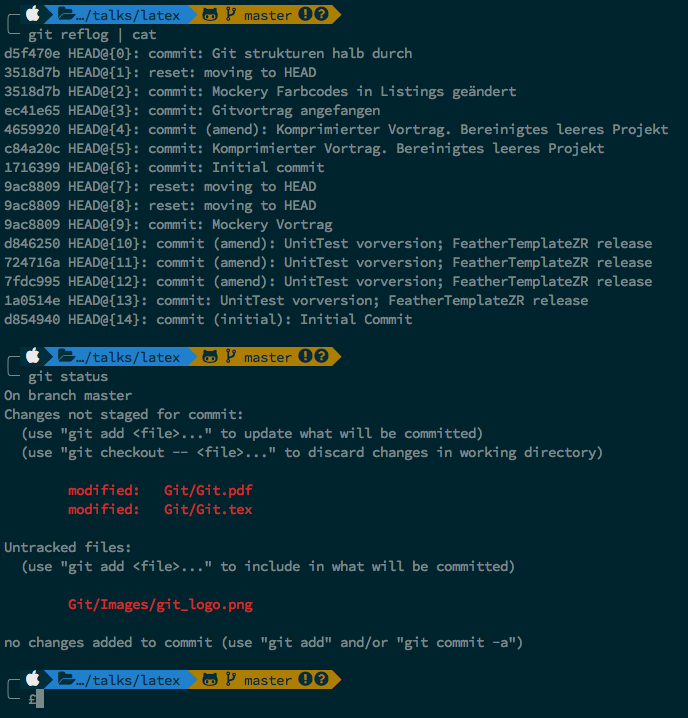 …/talks/latex master
git reflog | cat
d5f470e HEAD@{0}: commit: Git strukturen halb durch
3518d7b HEAD@{1}: reset: moving to HEAD
3518d7b HEAD@{2}: commit: Mockery Farbcodes in Listings geändert
ec41e65 HEAD@{3}: commit: Gitvortrag angefangen
4659920 HEAD@{4}: commit (amend): Komprimierter Vortrag. Bereinigtes leeres Projekt
c84a20c HEAD@{5}: commit: Komprimierter Vortrag. Bereinigtes leeres Projekt
1716399 HEAD@{6}: commit: Initial commit
9ac8809 HEAD@{7}: reset: moving to HEAD
9ac8809 HEAD@{8}: reset: moving to HEAD
9ac8809 HEAD@{9}: commit: Mockery Vortrag
d846250 HEAD@{10}: commit (amend): UnitTest vorversion; FeatherTemplateZR release
724716a HEAD@{11}: commit (amend): UnitTest vorversion; FeatherTemplateZR release
7fdc995 HEAD@{12}: commit (amend): UnitTest vorversion; FeatherTemplateZR release
1a0514e HEAD@{13}: commit: UnitTest vorversion; FeatherTemplateZR release
d854940 HEAD@{14}: commit (initial): Initial Commit
…/talks/latex master
git status
On branch master
Changes not staged for commit:
(use "git add <file>..." to update what will be committed)
(use "git checkout -- <file>..." to discard changes in working directory)
modified: Git/Git.pdf
modified: Git/Git.tex
Untracked files:
(use "git add <file>..." to include in what will be committed)
Git/Images/git_logo.png
no changes added to commit (use "git add" and/or "git commit -a")
…/talks/latex master
£